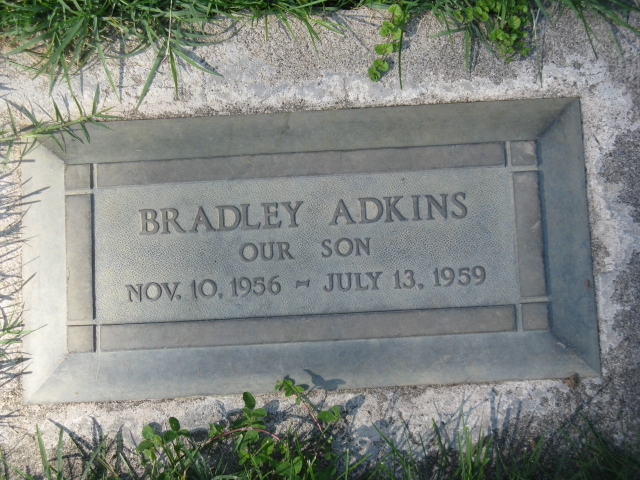 BRADLEY ADKINS
OUR SON
NOV. 10, 1956 ~ JULY 13, 1959